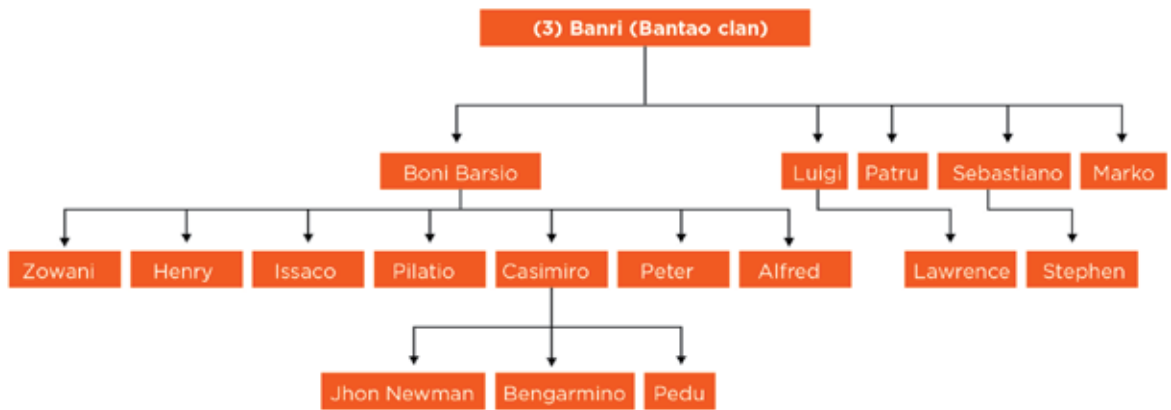 (3) Banri (Bantao clan)
Boni Barsio
Luigi
Patru
Sebastiano
Marko
Zowani
Henry
Issaco
Pilatio
Casimiro
Peter
Alfred
Lawrence
Stephen
Jhon Newman
Bengarmino
Pedu